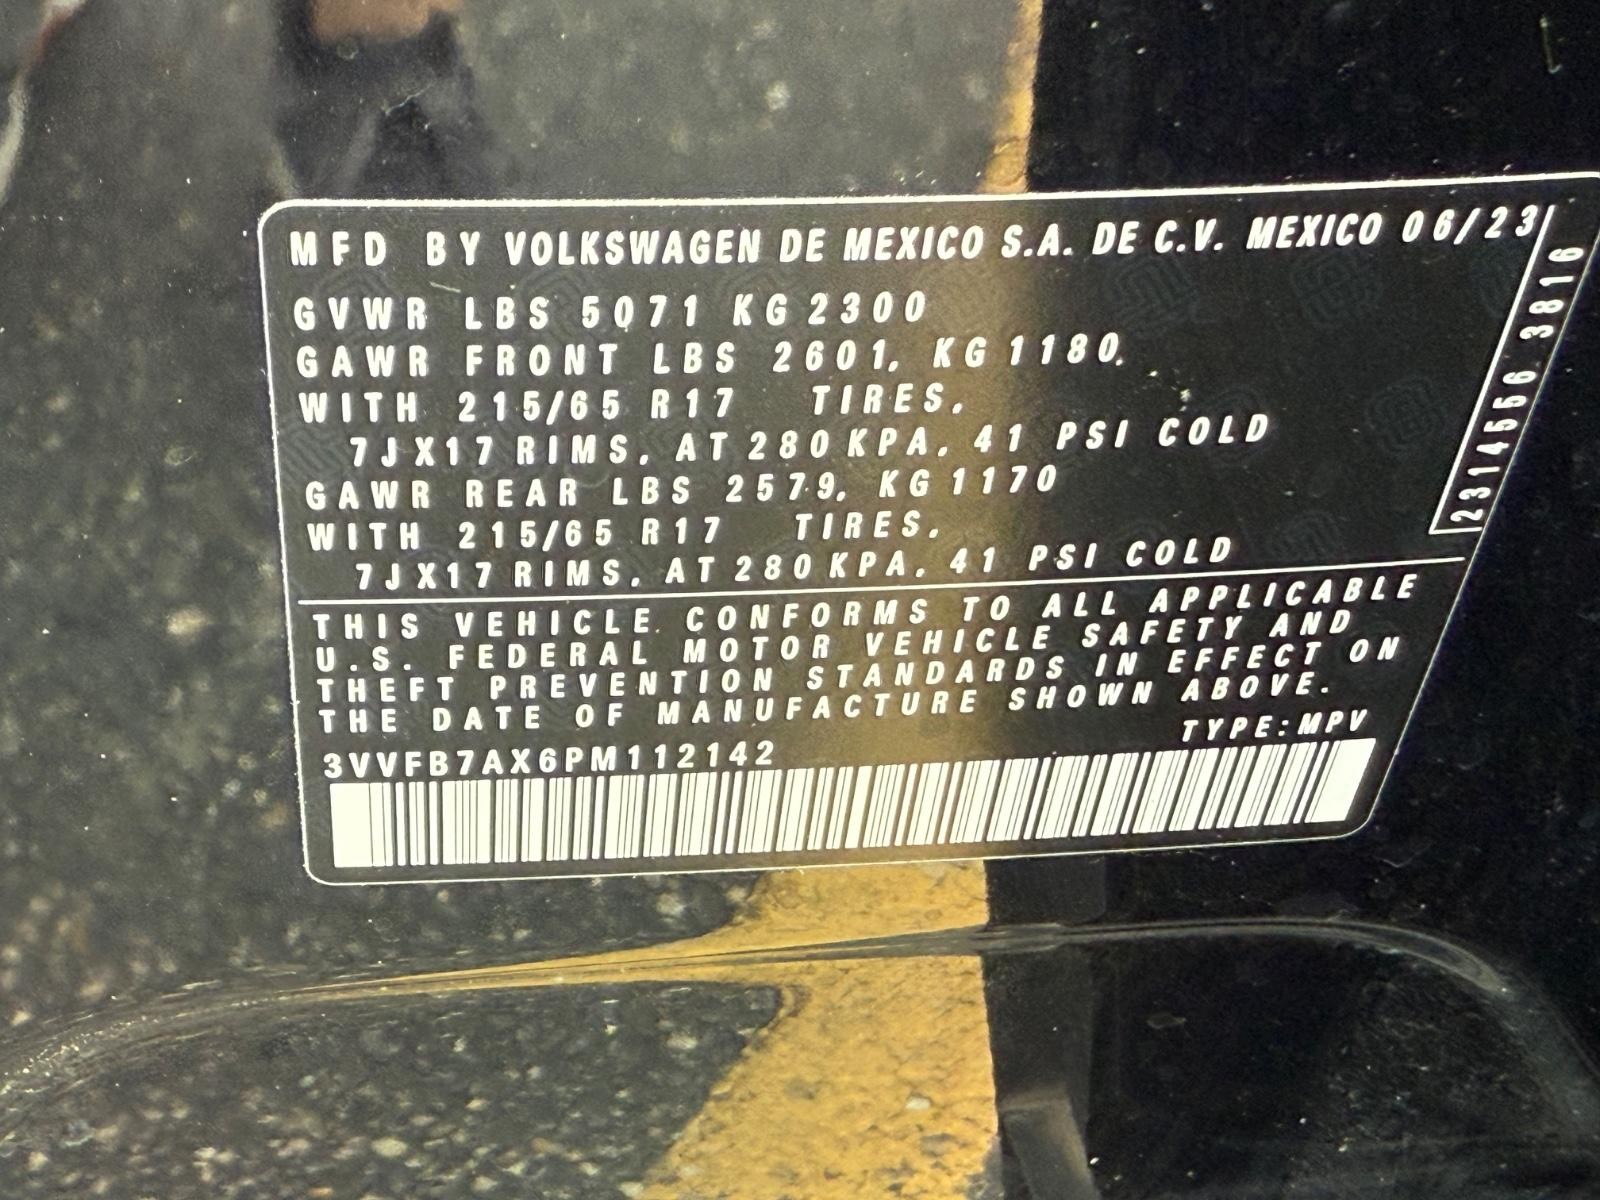 MFD BY VOLKSWAGEN DE MEXICO S.A. DE C.V. MEXICO 06/23
GVWR LBS 5071 KG 2300
GAWR FRONT LBS 2601. KG 1180.
WITH 215/65 R17 TIRES.
7JX17 RIMS. AT 280 KPA. 41 PSI COLD
GAWR REAR LBS 2579. KG 1170
WITH 215/65 R17 TIRES.
7JX17 RIMS. AT 280 KPA. 41 PSI COLD
2314556 3816
THIS VEHICLE CONFORMS TO ALL APPLICABLE
U.S. FEDERAL MOTOR VEHICLE SAFETY AND
THEFT PREVENTION STANDARDS IN EFFECT ON
THE DATE OF MANUFACTURE SHOWN ABOVE.
TYPE: MPV
3VVFB7AX6PM112142